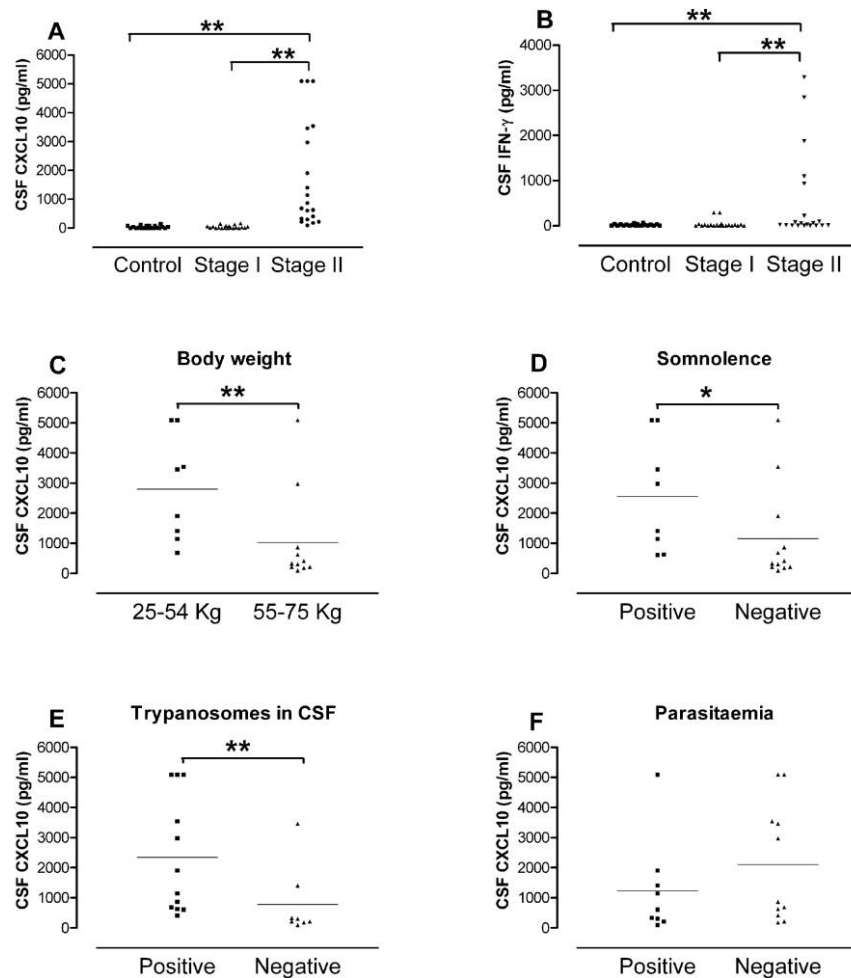 A
**
**
CSF CXCL10 (pg/ml)
6000
5000
4000
3000
2000
1000
0
Control Stage I Stage II
B
**
**
CSF IFN-γ (pg/ml)
4000
3000
2000
1000
0
Control Stage I Stage II
C
Body weight
**
CSF CXCL10 (pg/ml)
6000
5000
4000
3000
2000
1000
0
25-54 Kg 55-75 Kg
D
Somnolence
*
CSF CXCL10 (pg/ml)
6000
5000
4000
3000
2000
1000
0
Positive Negative
E
Trypanosomes in CSF
**
CSF CXCL10 (pg/ml)
6000
5000
4000
3000
2000
1000
0
Positive Negative
F
Parasitaemia
CSF CXCL10 (pg/ml)
6000
5000
4000
3000
2000
1000
0
Positive Negative